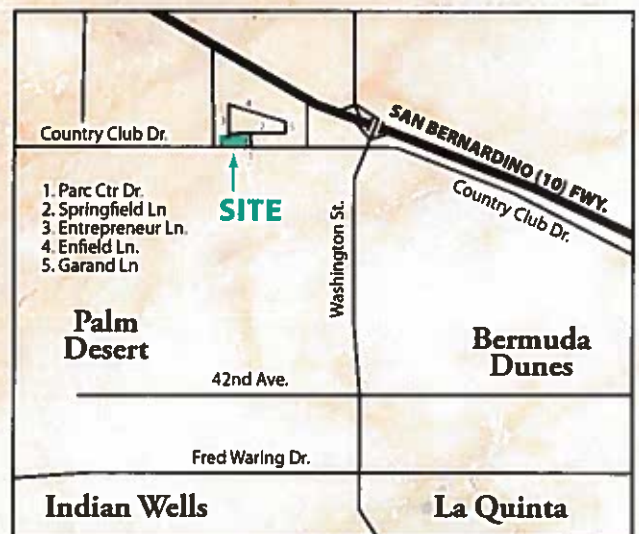 SAN BERNARDINO (10) FWY.
Country Club Dr.
Country Club Dr.
1. Parc Ctr Dr.
2. Springfield Ln
3. Entrepreneur Ln.
4. Enfield Ln.
5. Garand Ln
SITE
Washington St.
Palm
Desert
Bermuda
Dunes
42nd Ave.
Fred Waring Dr.
Indian Wells
La Quinta